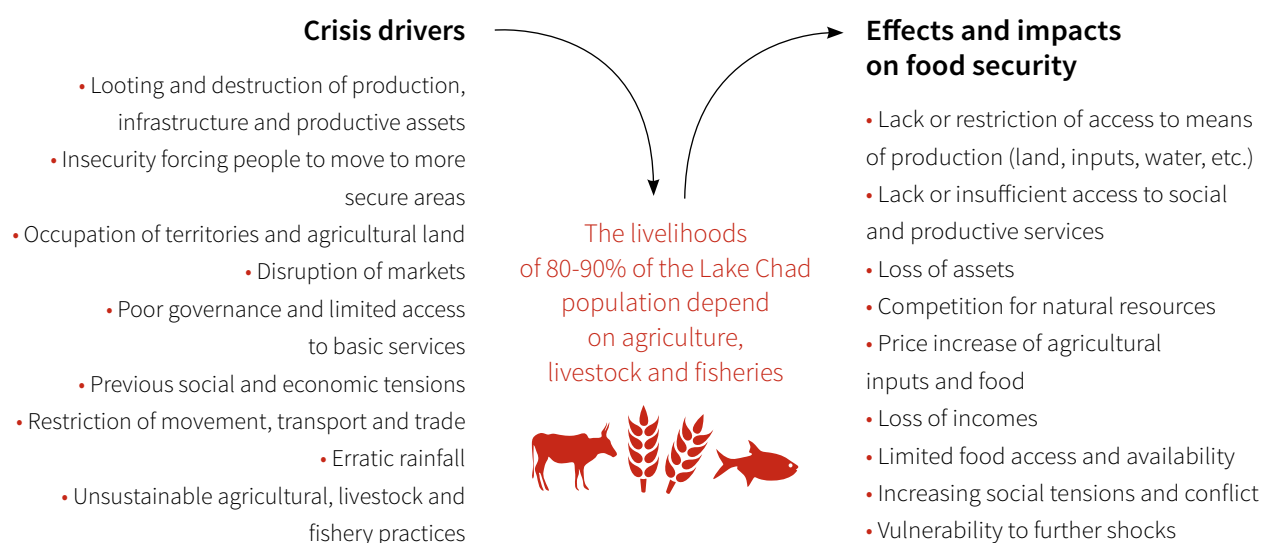 Crisis drivers
• Looting and destruction of production,
infrastructure and productive assets
• Insecurity forcing people to move to more
secure areas
• Occupation of territories and agricultural land
• Disruption of markets
• Poor governance and limited access
to basic services
• Previous social and economic tensions
• Restriction of movement, transport and trade
• Erratic rainfall
• Unsustainable agricultural, livestock and
fishery practices
The livelihoods
of 80-90% of the Lake Chad
population depend
on agriculture,
livestock and fisheries
Effects and impacts
on food security
• Lack or restriction of access to means
of production (land, inputs, water, etc.)
• Lack or insufficient access to social
and productive services
• Loss of assets
• Competition for natural resources
• Price increase of agricultural
inputs and food
• Loss of incomes
• Limited food access and availability
• Increasing social tensions and conflict
• Vulnerability to further shocks